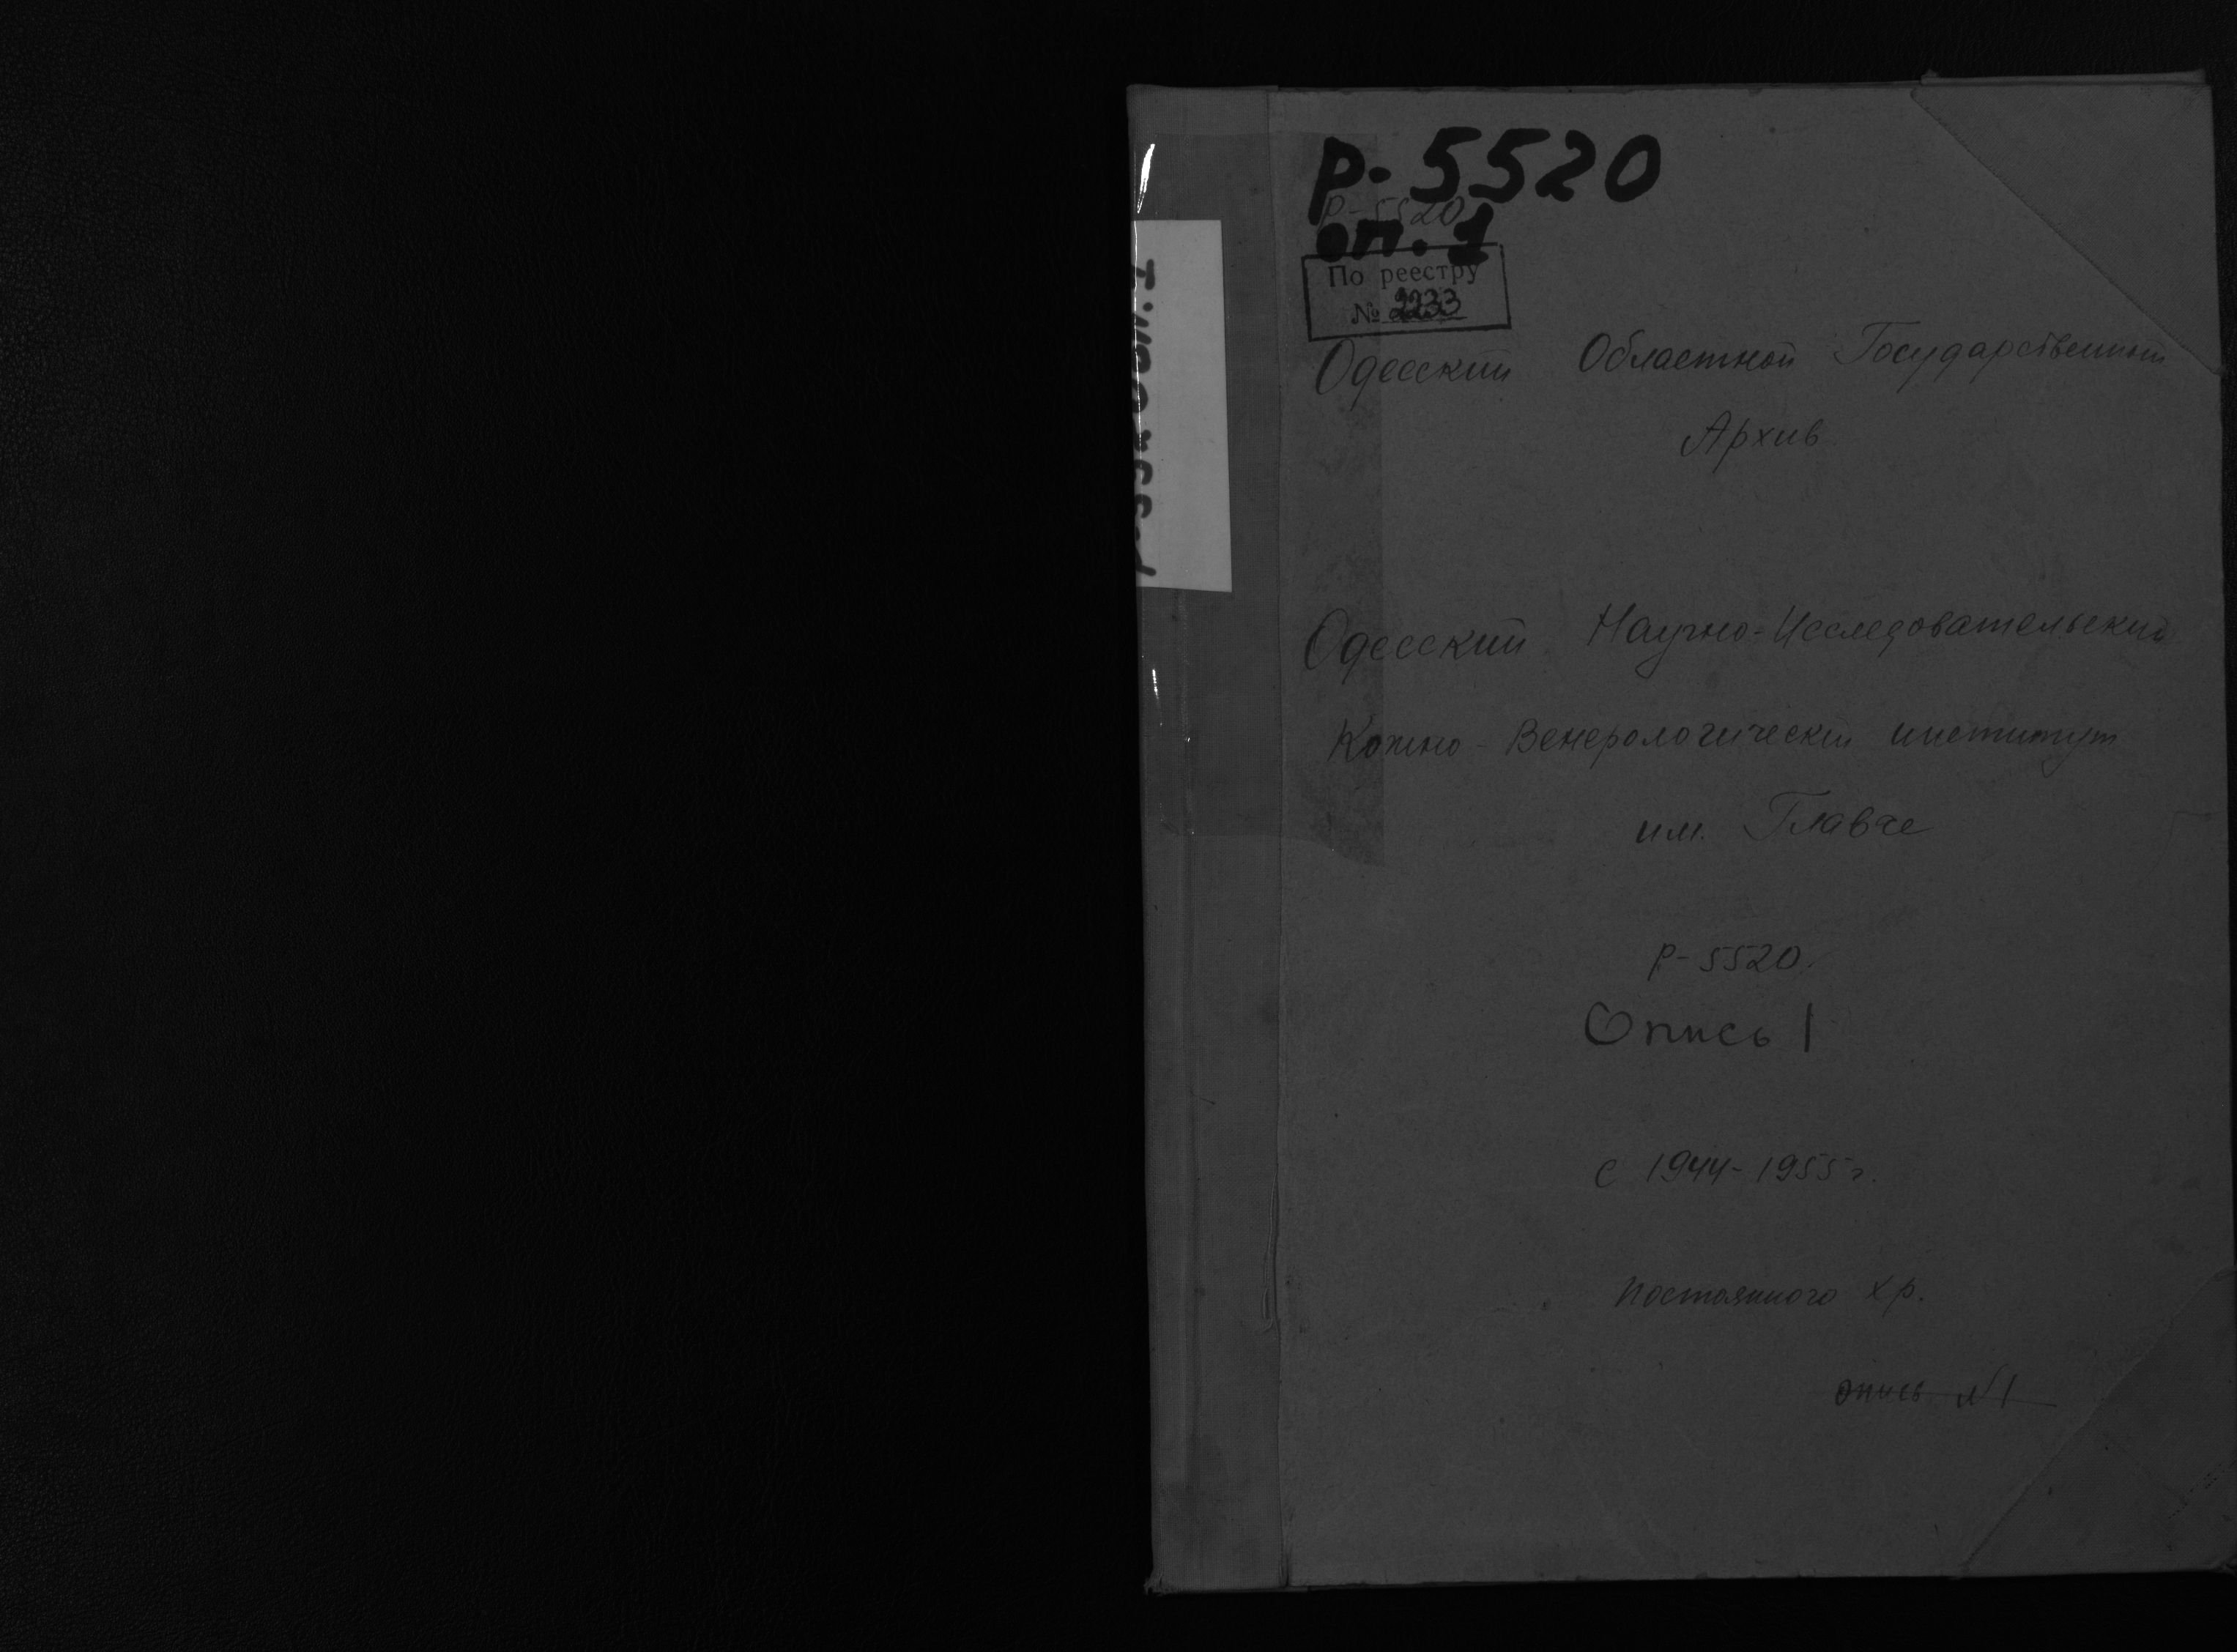 Р-5520
Р-5520
оп. 1
По реестру
№ 2233
Одесский Областной Государственный
Архив
Одесский Научно-Исследовательский
Кожно-Венерологический институт
им. Главче
Р-5520.
Опись 1
с 1944-1955 г.
постоянного хр.
опись №1